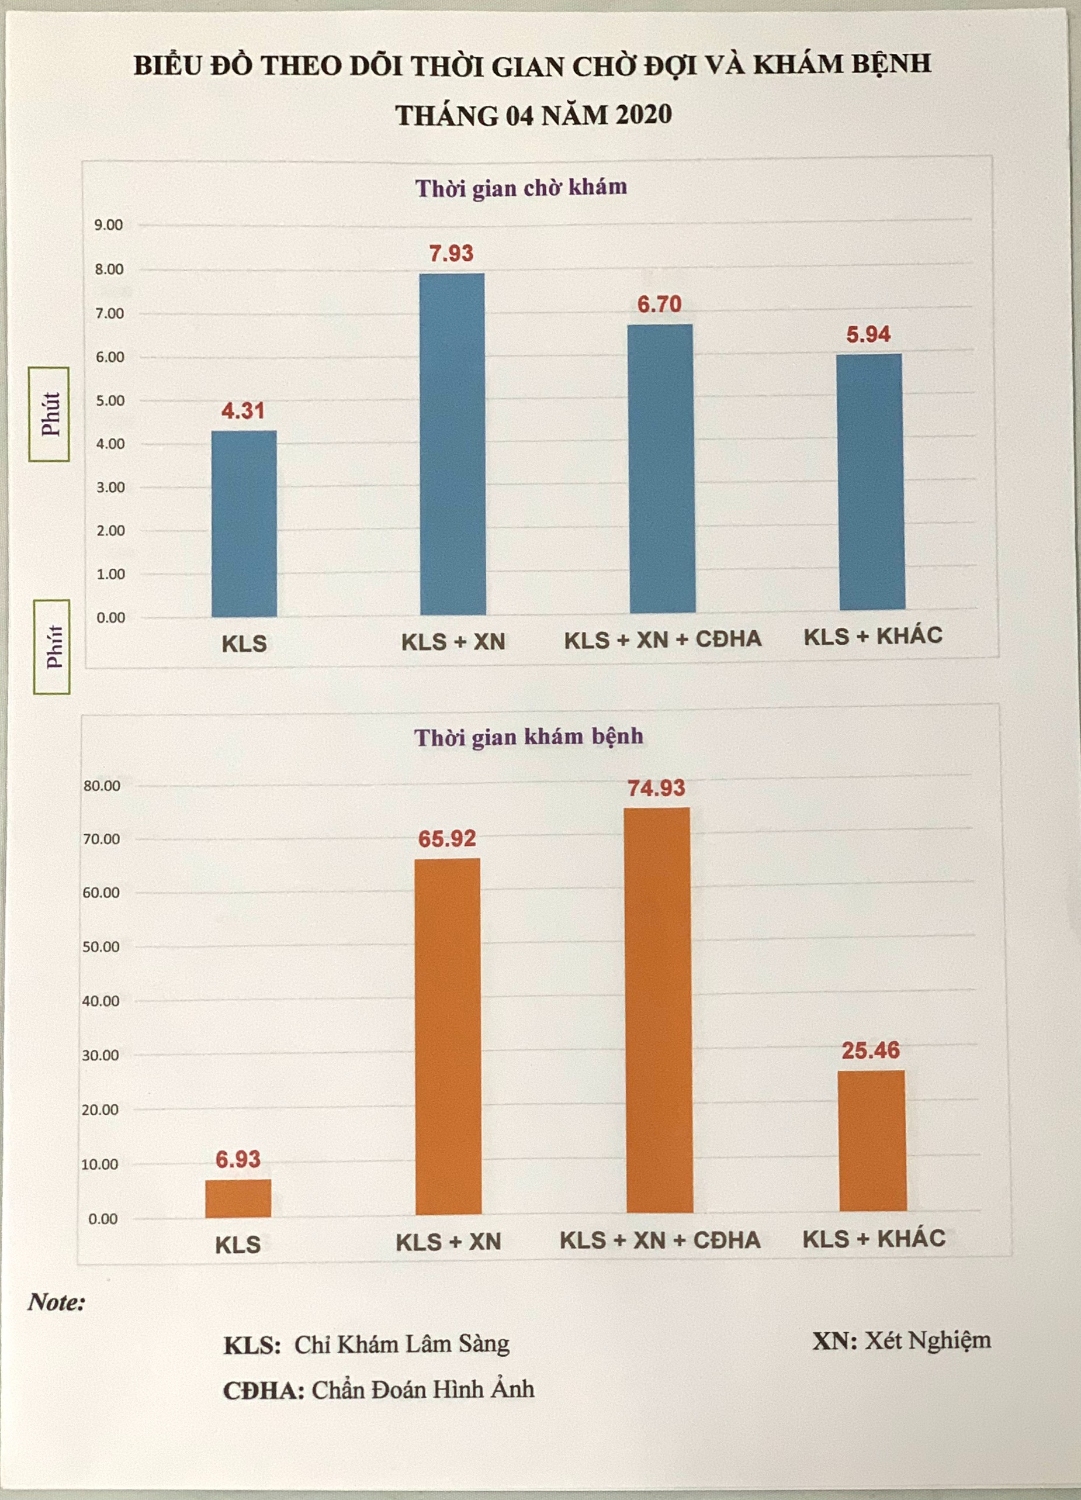 BIỂU ĐỒ THEO DÕI THỜI GIAN CHỜ ĐỢI VÀ KHÁM BỆNH
THÁNG 04 NĂM 2020
Thời gian chờ khám
9.00
8.00
7.00
6.00
5.00
4.00
3.00
2.00
1.00
0.00
Phút
4.31
7.93
6.70
5.94
KLS
KLS + XN
KLS + XN + CĐHA
KLS + KHÁC
Phút
Thời gian khám bệnh
80.00
70.00
60.00
50.00
40.00
30.00
20.00
10.00
0.00
6.93
65.92
74.93
25.46
KLS
KLS + XN
KLS + XN + CĐHA
KLS + KHÁC
Note:
KLS: Chỉ Khám Lâm Sàng
XN: Xét Nghiệm
CĐHA: Chẩn Đoán Hình Ảnh